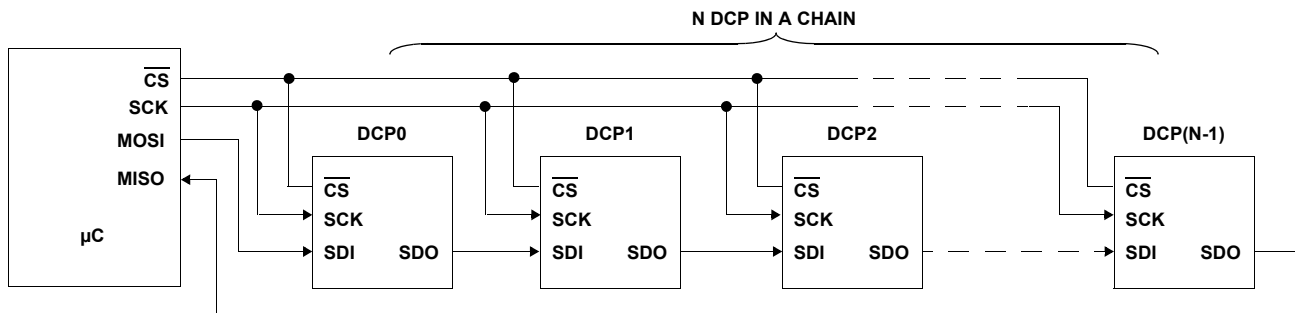 N DCP IN A CHAIN
CS
SCK
MOSI
MISO
µC
DCP0
CS
SCK
SDI SDO
DCP1
CS
SCK
SDI SDO
DCP2
CS
SCK
SDI SDO
DCP(N-1)
CS
SCK
SDI SDO